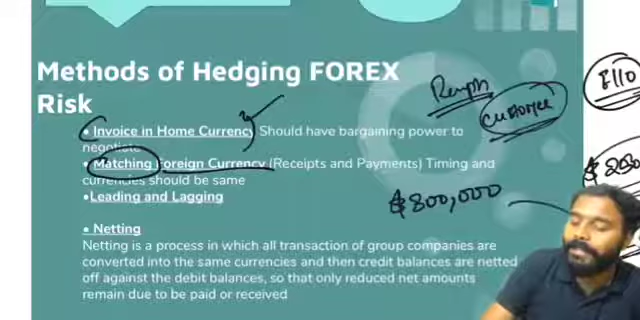 Methods of Hedging FOREX
Risk
• Invoice in Home Currency Should have bargaining power to
negotiate
• Matching Foreign Currency (Receipts and Payments) Timing and
currencies should be same
•Leading and Lagging
• Netting
Netting is a process in which all transaction of group companies are
converted into the same currencies and then credit balances are netted
off against the debit balances, so that only reduced net amounts
remain due to be paid or received
customer
$800,000